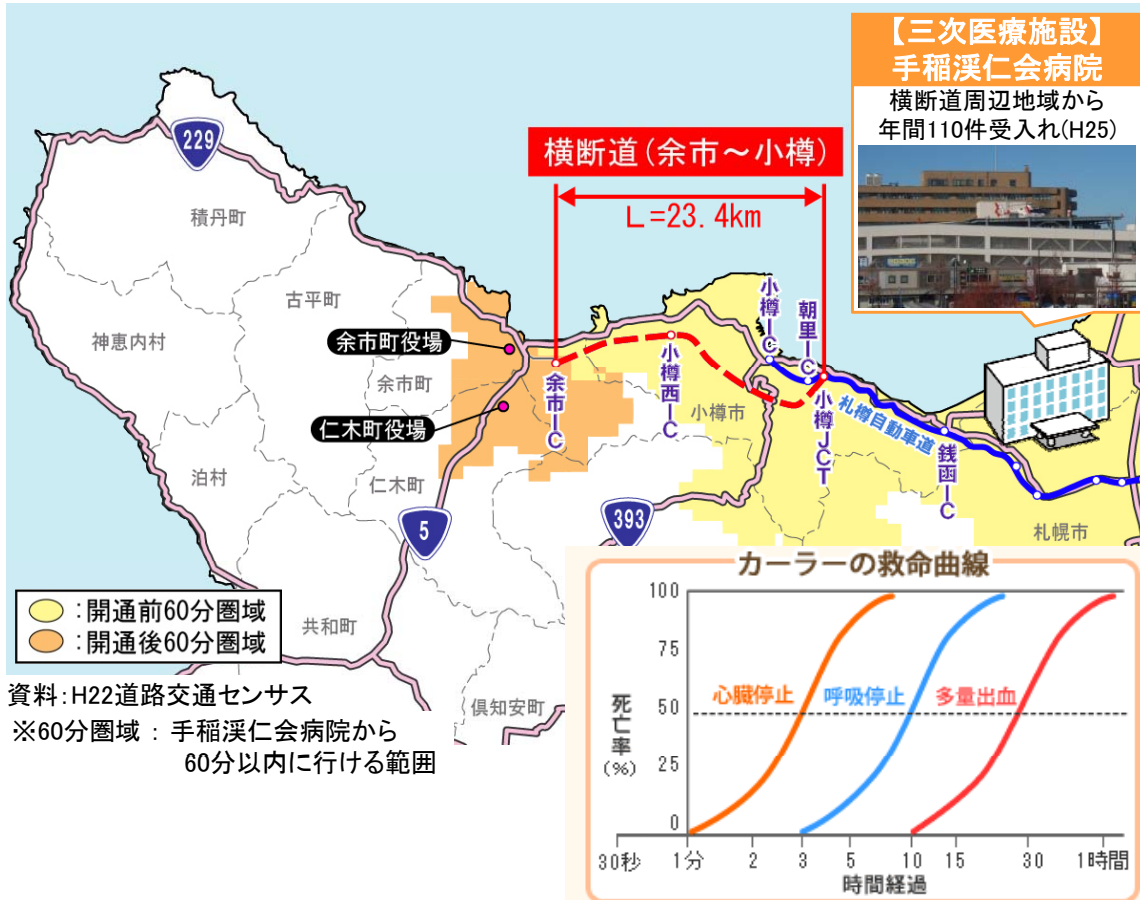 【三次医療施設】
手稲渓仁会病院
横断道周辺地域から
年間110件受入れ(H25)
229
横断道(余市～小樽)
L=23.4km
積丹町
古平町
神恵内村
余市町役場
余市町
仁木町役場
泊村
仁木町
5
393
余市IC
小樽西IC
小樽市
小樽IC
朝里IC
小樽JCT
札樽自動車道
銭函IC
札幌市
共和町
倶知安町
:開通前60分圏域
:開通後60分圏域
資料:H22道路交通センサス
※60分圏域 : 手稲渓仁会病院から
60分以内に行ける範囲
カーラーの救命曲線
100
75
50
25
0
死亡率
(%)
心臓停止
呼吸停止
多量出血
30秒 1分 2 3 5 10 15 30 1時間
時間経過